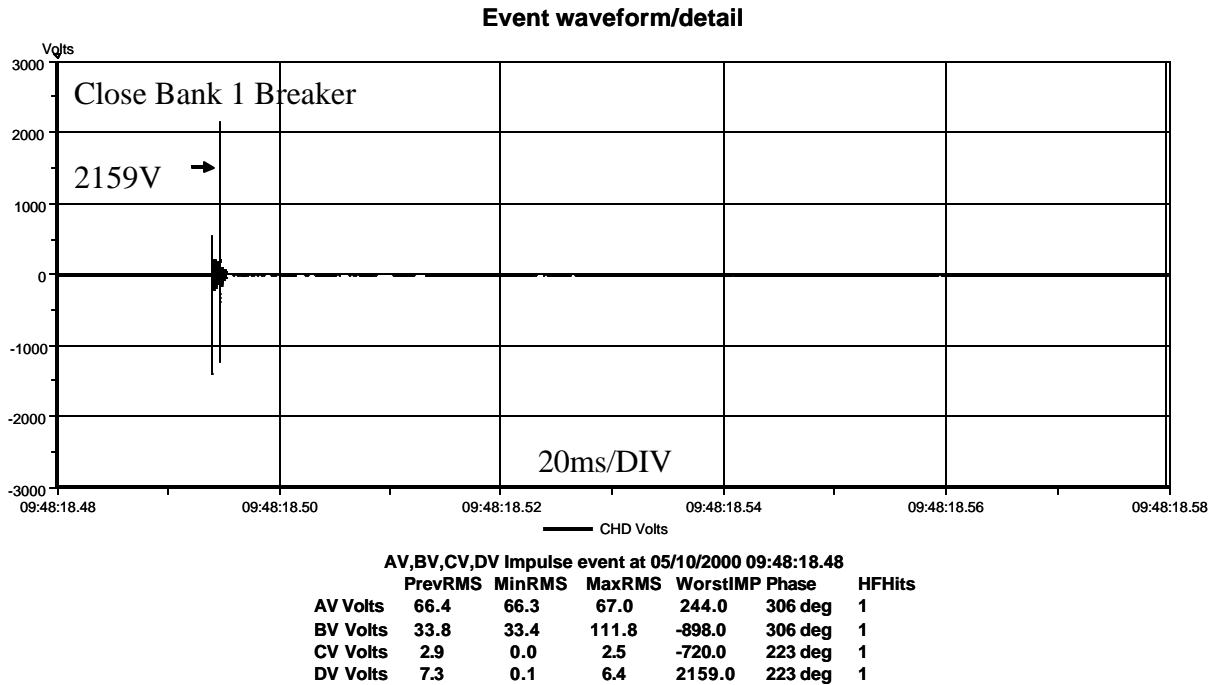 Event waveform/detail
Volts
3000
Close Bank 1 Breaker
2000
2159V
1000
0
-1000
-2000
20ms/DIV
-3000
09:48:18.48 09:48:18.50 09:48:18.52 09:48:18.54 09:48:18.56 09:48:18.58
CHD Volts
AV,BV,CV,DV Impulse event at 05/10/2000 09:48:18.48
PrevRMS MinRMS MaxRMS WorstIMP Phase HFHits
AV Volts 66.4 66.3 67.0 244.0 306 deg 1
BV Volts 33.8 33.4 111.8 -898.0 306 deg 1
CV Volts 2.9 0.0 2.5 -720.0 223 deg 1
DV Volts 7.3 0.1 6.4 2159.0 223 deg 1